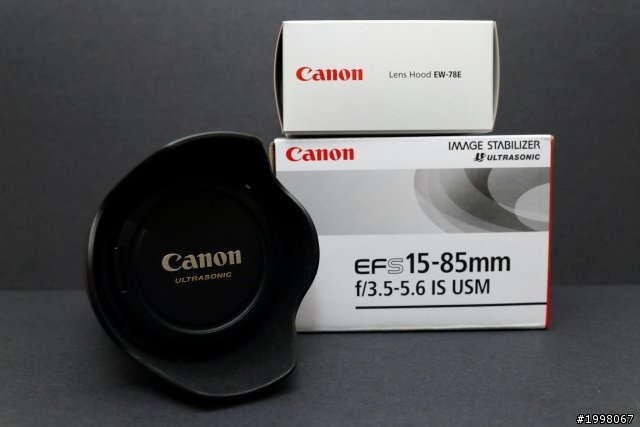 Canon
Lens Hood EW-78E
Canon
IMAGE STABILIZER
ULTRASONIC
EFS15-85mm
f/3.5-5.6 IS USM
Canon
ULTRASONIC
#1998067